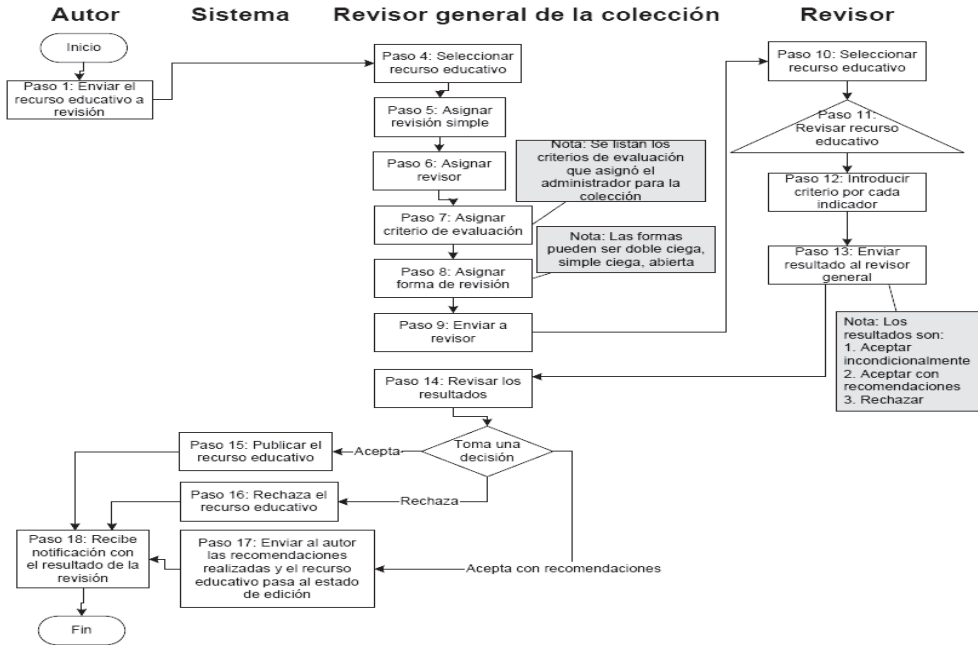 Autor
Sistema
Revisor general de la colección
Revisor
Inicio
Paso 1: Enviar el
recurso educativo a
revisión
Paso 4: Seleccionar
recurso educativo
Paso 5: Asignar
revisión simple
Paso 6: Asignar
revisor
Nota: Se listan los
criterios de evaluación
que asignó el
administrador para la
colección
Paso 7: Asignar
criterio de evaluación
Nota: Las formas
pueden ser doble ciega,
simple ciega, abierta
Paso 8: Asignar
forma de revisión
Paso 9: Enviar a
revisor
Paso 10: Seleccionar
recurso educativo
Paso 11:
Revisar recurso
educativo
Paso 12: Introducir
criterio por cada
indicador
Paso 13: Enviar
resultado al revisor
general
Nota: Los
resultados son:
1. Aceptar
incondicionalmente
2. Aceptar con
recomendaciones
3. Rechazar
Paso 14: Revisar los
resultados
Toma una
decisión
Acepta
Paso 15: Publicar el
recurso educativo
Rechaza
Paso 16: Rechaza el
recurso educativo
Acepta con recomendaciones
Paso 17: Enviar al autor
las recomendaciones
realizadas y el recurso
educativo pasa al estado
de edición
Paso 18: Recibe
notificación con
el resultado de la
revisión
Fin